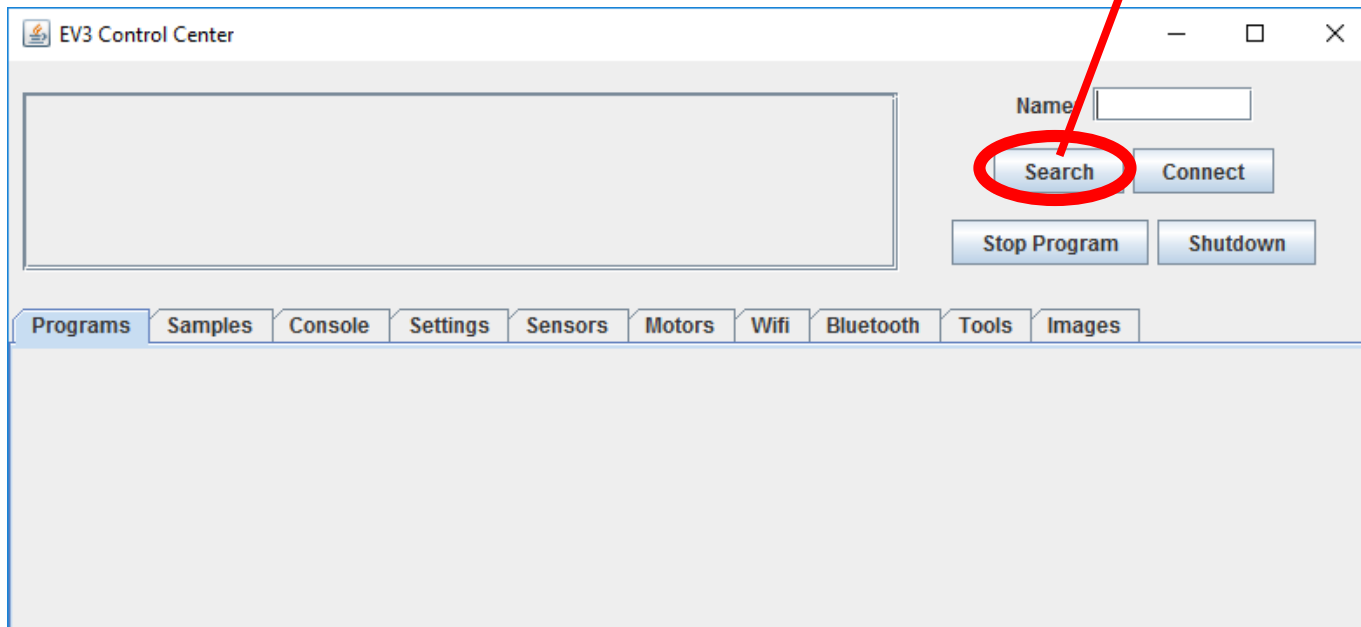 EV3 Control Center
Name
Search Connect
Stop Program Shutdown
Programs Samples Console Settings Sensors Motors Wifi Bluetooth Tools Images